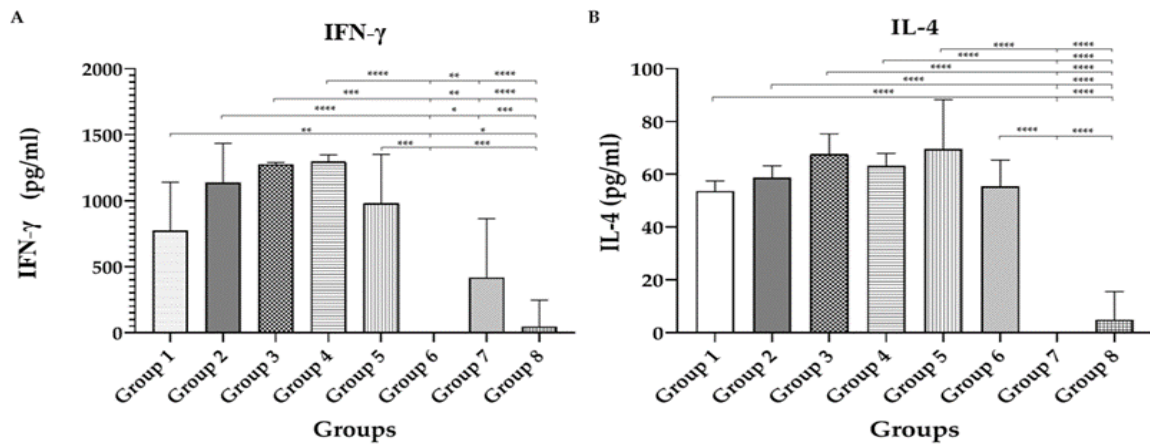 A
IFN-γ
IFN-γ (pg/ml)
2000
1500
1000
500
0
**** ** ****
*** ** ****
**** * ***
** *
*** ***
Group 1
Group 2
Group 3
Group 4
Group 5
Group 6
Group 7
Group 8
Groups
B
IL-4
IL-4 (pg/ml)
100
80
60
40
20
0
**** ****
**** ****
**** ****
**** ****
**** ****
**** ****
Group 1
Group 2
Group 3
Group 4
Group 5
Group 6
Group 7
Group 8
Groups